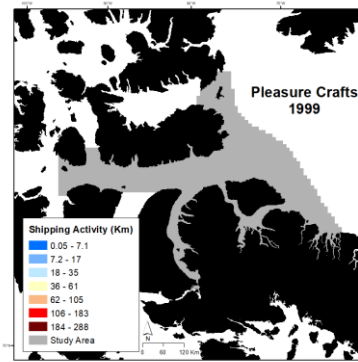 Pleasure Crafts
1999
Shipping Activity (Km)
0.05 - 7.1
7.2 - 17
18 - 35
36 - 61
62 - 105
106 - 183
184 - 288
Study Area
N
0
60
120 Km